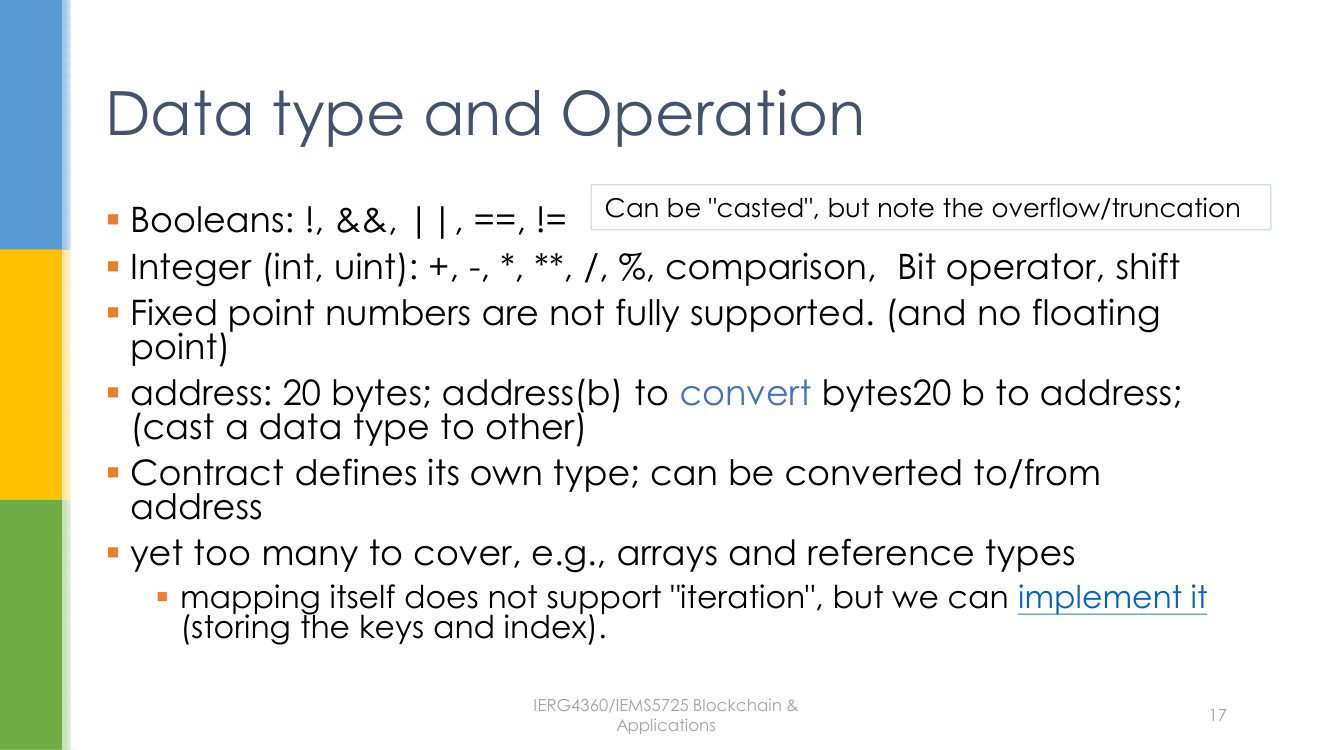 Data type and Operation
Can be "casted", but note the overflow/truncation
Booleans: !, &&, ||, ==, !=
Integer (int, uint): +, -, *, **, /, %, comparison, Bit operator, shift
Fixed point numbers are not fully supported. (and no floating
point)
address: 20 bytes; address(b) to convert bytes20 b to address;
(cast a data type to other)
Contract defines its own type; can be converted to/from
address
yet too many to cover, e.g., arrays and reference types
mapping itself does not support "iteration", but we can implement it
(storing the keys and index).
IERG4360/IEMS5725 Blockchain &
Applications
17